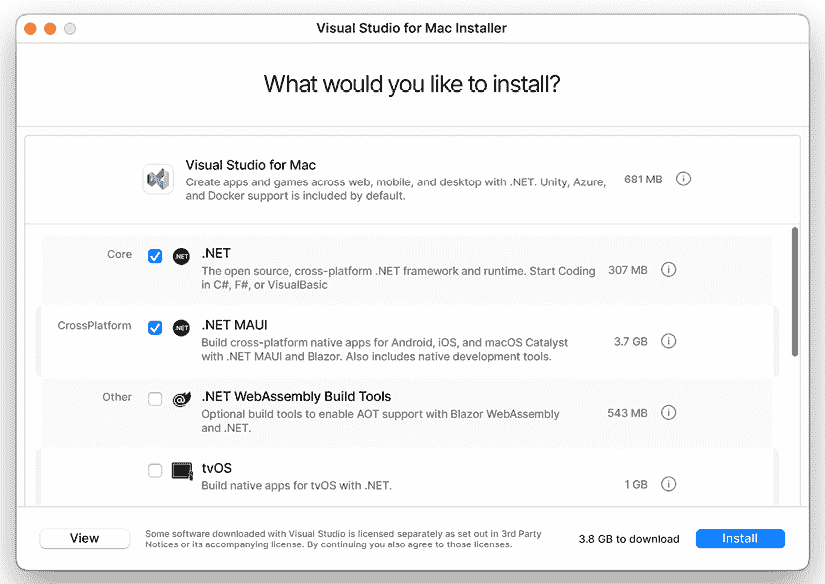 Visual Studio for Mac Installer
What would you like to install?
Visual Studio for Mac
Create apps and games across web, mobile, and desktop with .NET. Unity, Azure,
and Docker support is included by default.
681 MB
Core
.NET
.NET
The open source, cross-platform .NET framework and runtime. Start Coding
in C#, F#, or VisualBasic
307 MB
CrossPlatform
.NET
.NET MAUI
Build cross-platform native apps for Android, iOS, and macOS Catalyst
with .NET MAUI and Blazor. Also includes native development tools.
3.7 GB
Other
.NET WebAssembly Build Tools
Optional build tools to enable AOT support with Blazor WebAssembly
and .NET.
543 MB
tvOS
Build native apps for tvOS with .NET.
1 GB
View
Some software downloaded with Visual Studio is licensed separately as set out in 3rd Party
Notices or its accompanying license. By continuing you also agree to those licenses.
3.8 GB to download
Install